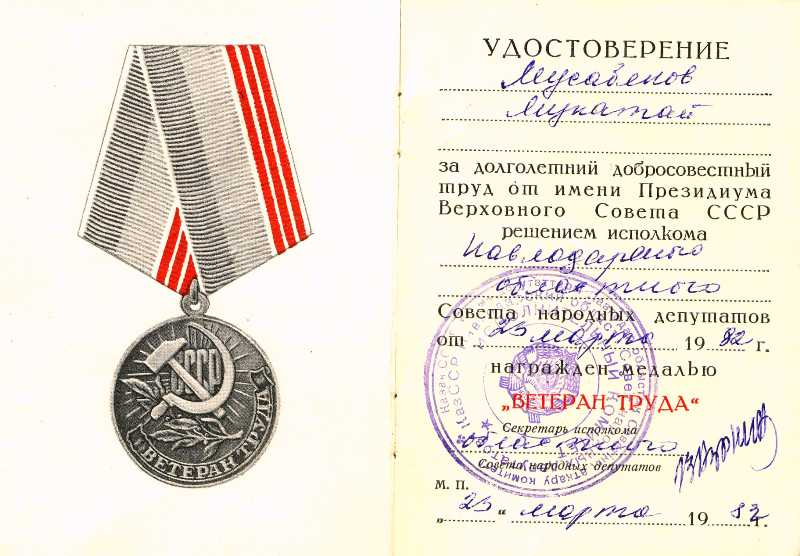 СССР
ВЕТЕРАН ТРУДА
УДОСТОВЕРЕНИЕ
Мусабеков
Мукатай
за долголетний добросовестный
труд от имени Президиума
Верховного Совета СССР
решением исполкома
Павлодарского
областного
Совета народных депутатов
от 25 марта 1982 г.
награжден медалью
„ВЕТЕРАН ТРУДА“
Секретарь исполкома
областного
Совета народных депутатов
М. П.
„25“ марта 1982 г.